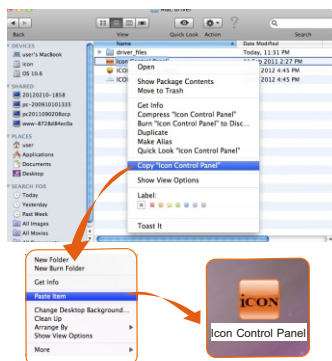 Mac driver
Back View Quick Look Action Search
DEVICES
user's MacBook
icon
OS 10.6
SHARED
20120210-1858
pc-200910101335
pc2011090208xcp
www-8728d84ec0a
PLACES
user
Applications
Documents
Desktop
SEARCH FOR
Today
Yesterday
Past Week
All Images
All Movies
Name Date Modified
driver_files Today, 11:31 PM
2011 2:27 PM
2012 4:45 PM
2012 4:45 PM
Open
Show Package Contents
Move to Trash
Get Info
Compress "Icon Control Panel"
Burn "Icon Control Panel" to Disc...
Duplicate
Make Alias
Quick Look "Icon Control Panel"
Copy "Icon Control Panel"
Show View Options
Label:
Toast It
New Folder
New Burn Folder
Get Info
Paste Item
Change Desktop Background...
Clean Up
Arrange By
Show View Options
More
iCON
Icon Control Panel